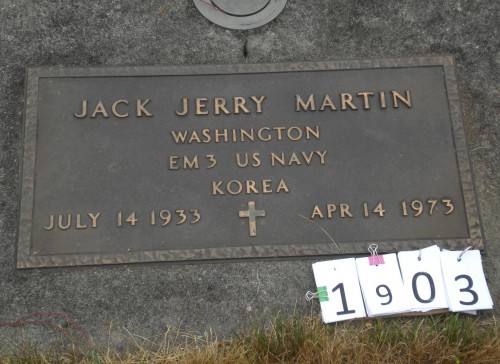 JACK JERRY MARTIN
WASHINGTON
EM3 US NAVY
KOREA
JULY 14 1933 APR 14 1973
1903